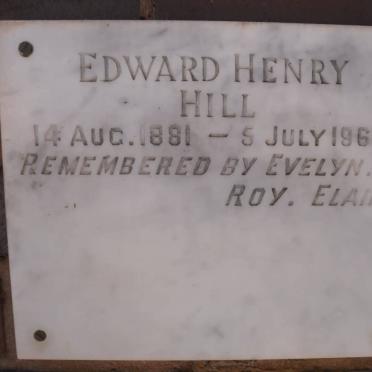 EDWARD HENRY
HILL
14 AUG. 1881 — 5 JULY 196
REMEMBERED BY EVELYN.
ROY. ELAI